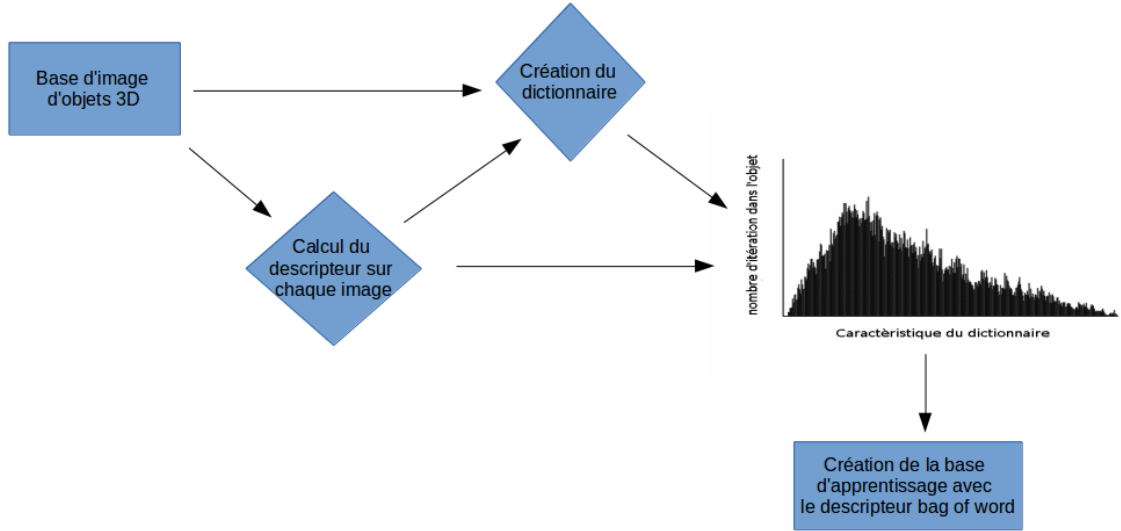 Base d'image
d'objets 3D
Création du
dictionnaire
Calcul du
descripteur sur
chaque image
nombre d'itération dans l'objet
Caractèristique du dictionnaire
Création de la base
d'apprentissage avec
le descripteur bag of word